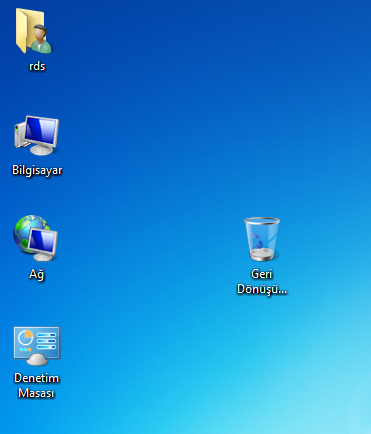 rds
Bilgisayar
Ağ
Geri
Dönüşü...
Denetim
Masası